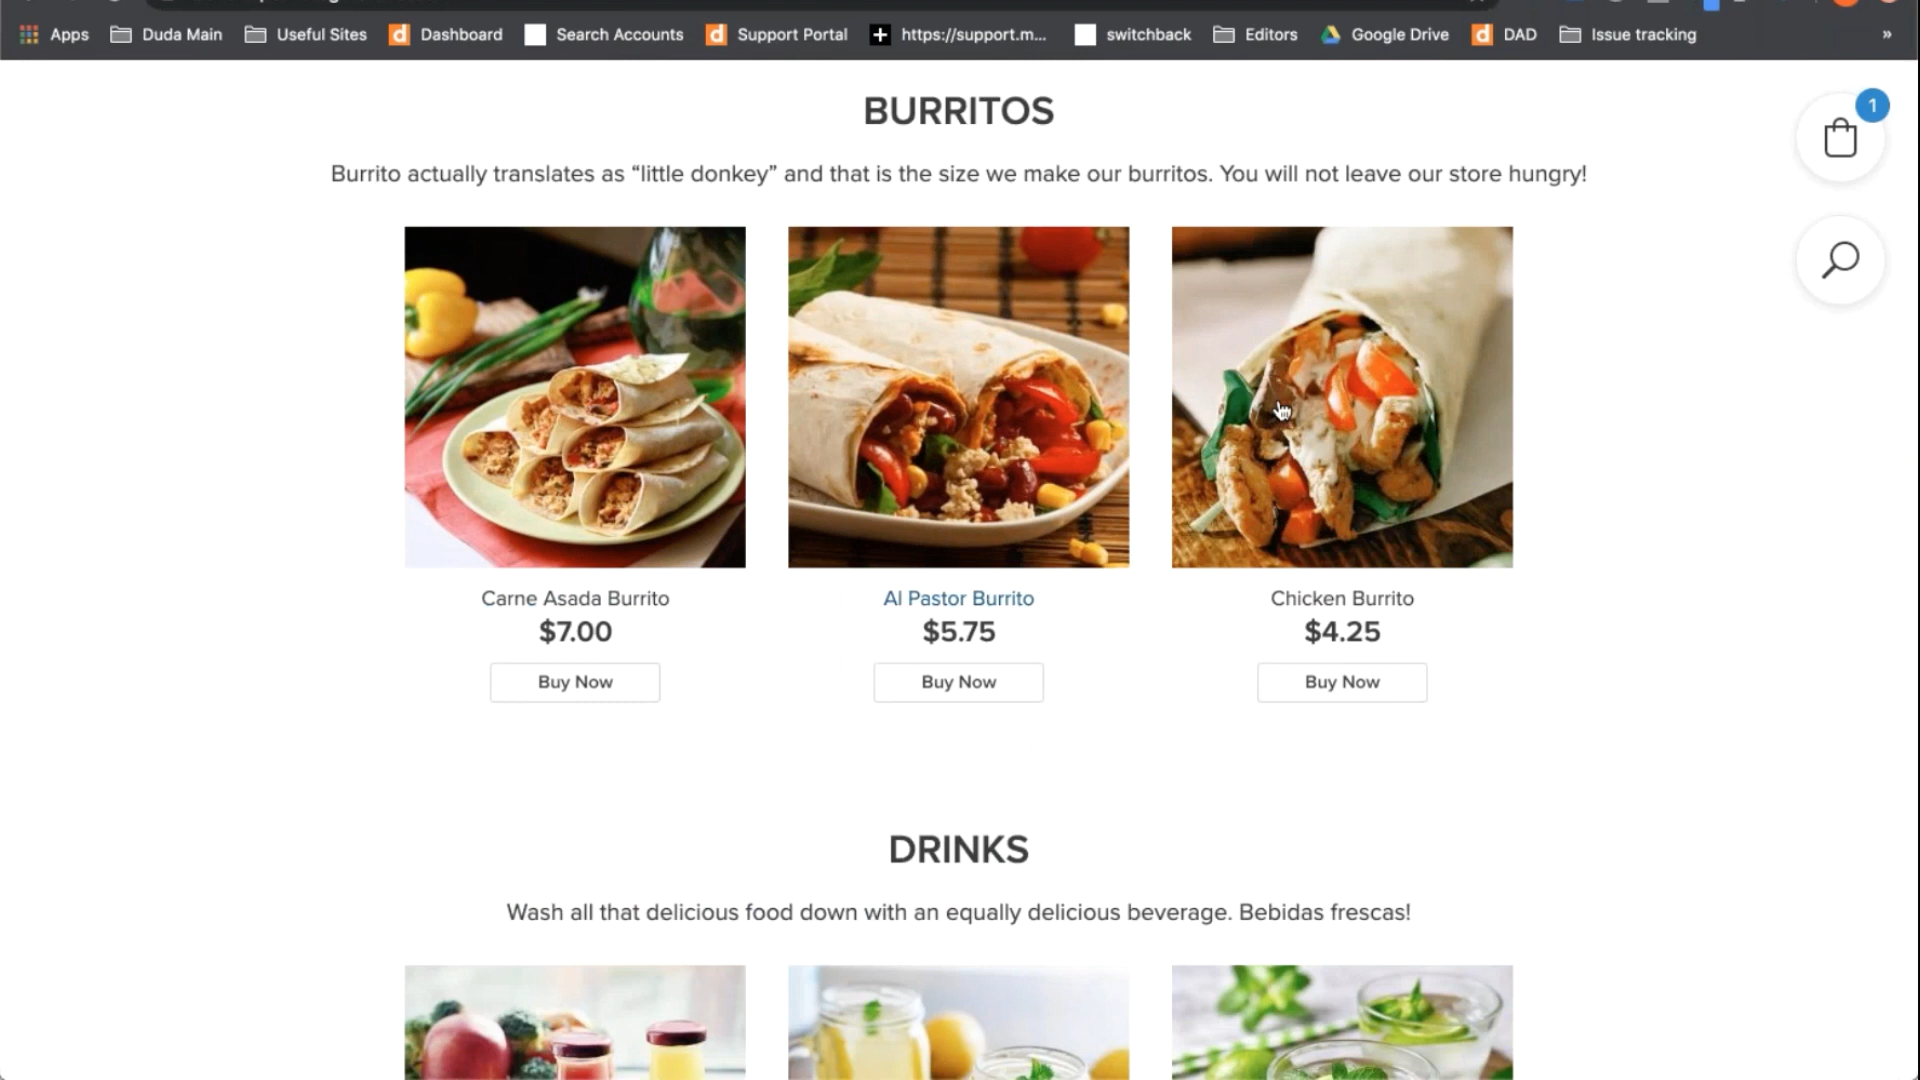 Apps Duda Main Useful Sites Dashboard Search Accounts Support Portal https://support.m... switchback Editors Google Drive DAD Issue tracking »
1
BURRITOS
Burrito actually translates as “little donkey” and that is the size we make our burritos. You will not leave our store hungry!
Carne Asada Burrito Al Pastor Burrito Chicken Burrito
$7.00 $5.75 $4.25
Buy Now Buy Now Buy Now
DRINKS
Wash all that delicious food down with an equally delicious beverage. Bebidas frescas!